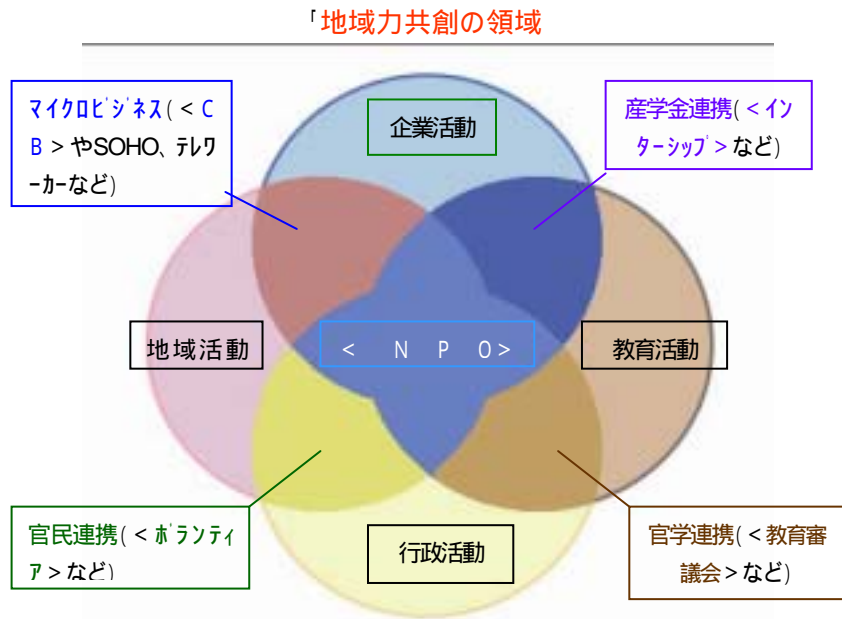 「地域力共創の領域
マイクロビジネス(<C
B>やSOHO、テレワ
ーカーなど)
企業活動
産学金連携(<イン
ターシップ>など)
地域活動
< N P O>
教育活動
官民連携(<ボランティ
ア>など)
行政活動
官学連携(<教育審
議会>など)